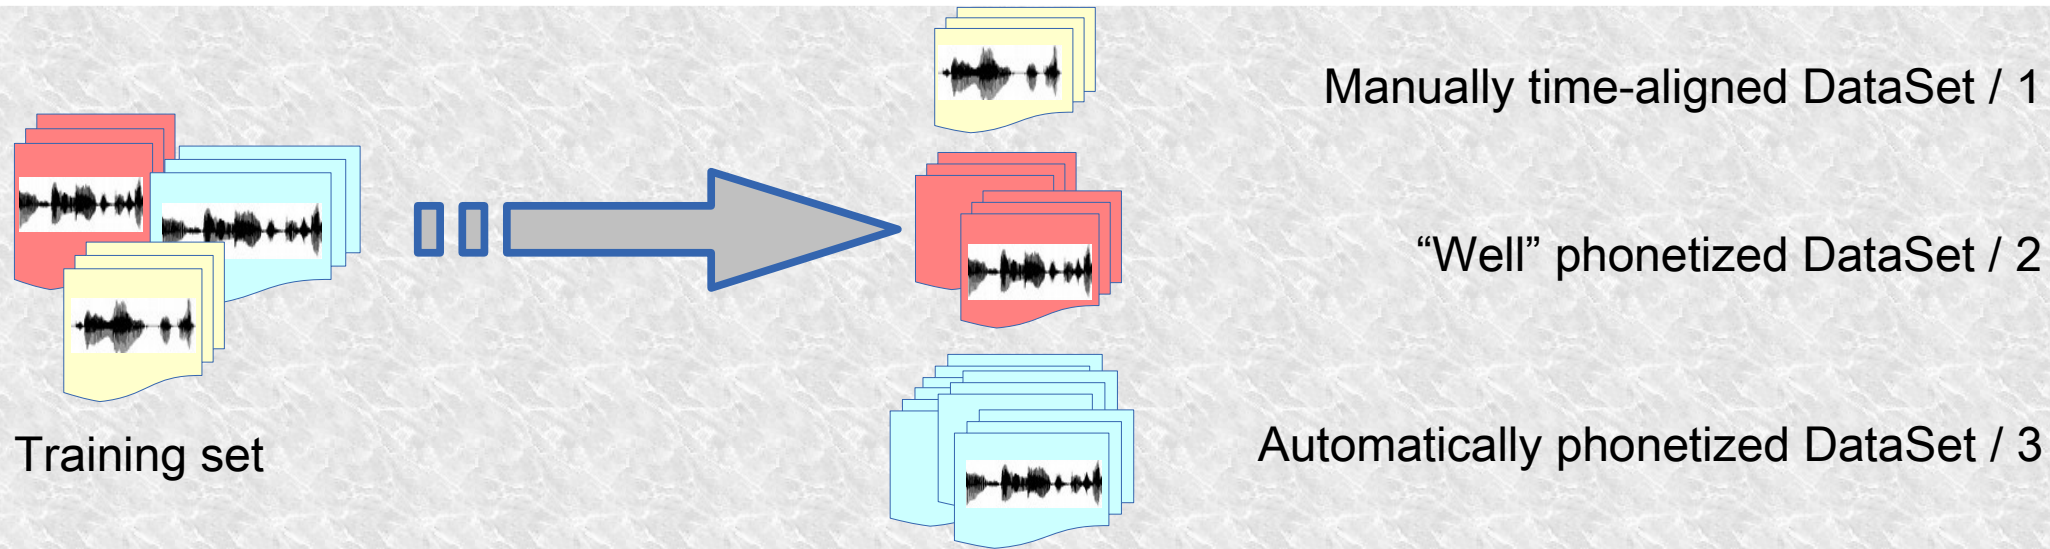 Manually time-aligned DataSet / 1
“Well” phonetized DataSet / 2
Training set
Automatically phonetized DataSet / 3